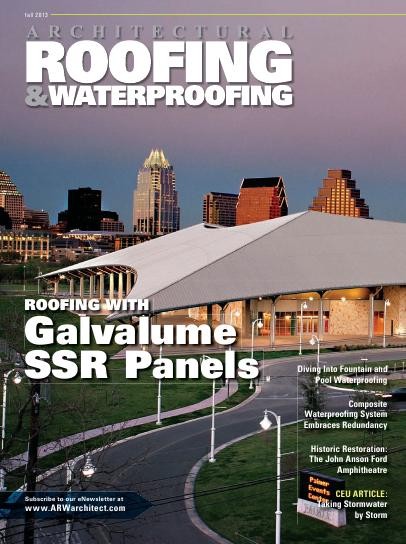 fall 2013
ARCHITECTURAL
ROOFING
&WATERPROOFING
ROOFING WITH
Galvalume
SSR Panels
Diving Into Fountain and
Pool Waterproofing
Composite
Waterproofing System
Embraces Redundancy
Historic Restoration:
The John Anson Ford
Amphitheatre
CEU ARTICLE:
Taking Stormwater
by Storm
Palmer
Events
Center
Subscribe to our eNewsletter at
www.ARWarchitect.com